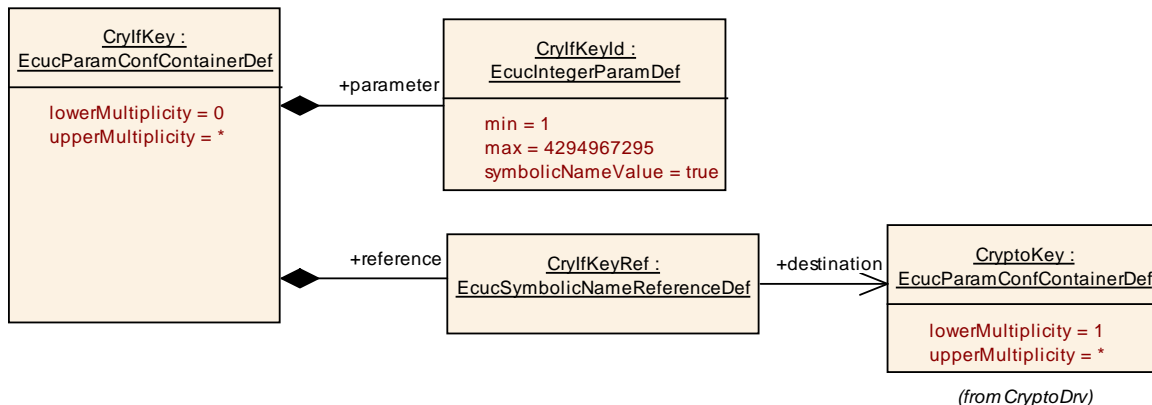 CryIfKey :
EcucParamConfContainerDef
lowerMultiplicity = 0
upperMultiplicity = *
+parameter
CryIfKeyId :
EcucIntegerParamDef
min = 1
max = 4294967295
symbolicNameValue = true
+reference
CryIfKeyRef :
EcucSymbolicNameReferenceDef
+destination
CryptoKey :
EcucParamConfContainerDef
lowerMultiplicity = 1
upperMultiplicity = *
(from CryptoDrv)